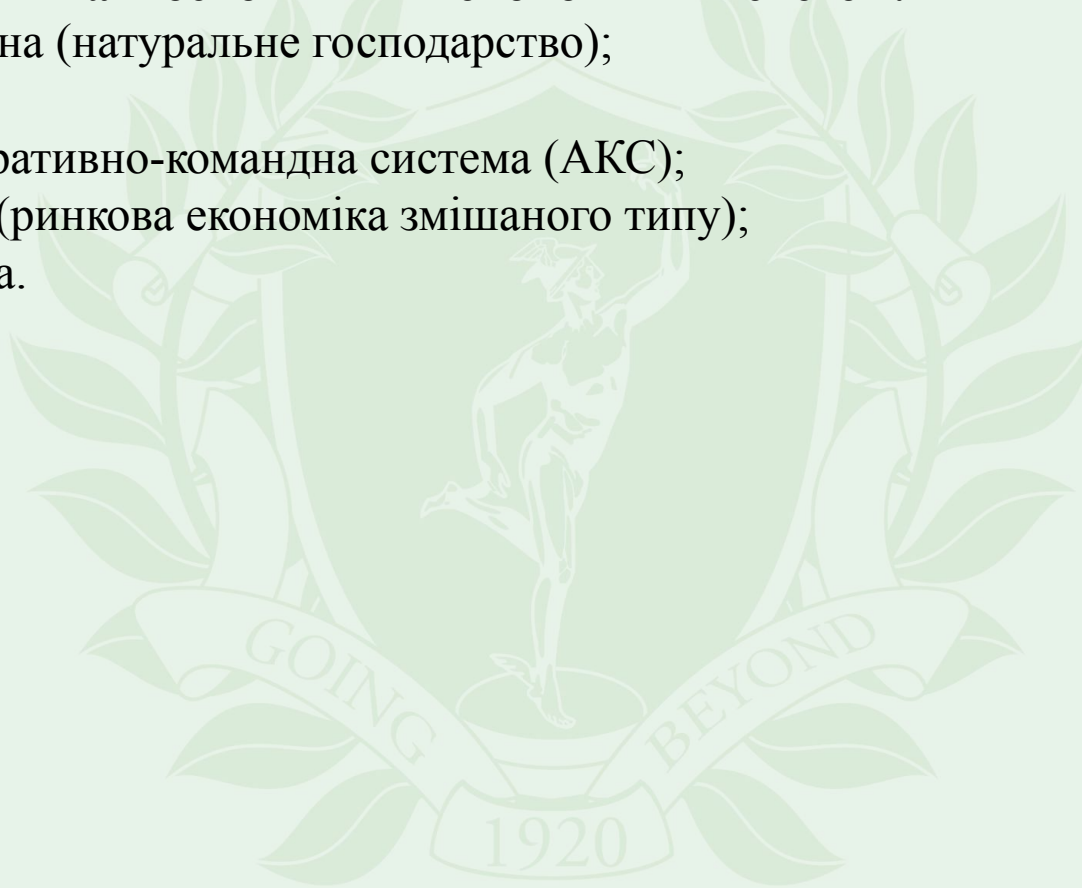 на (натуральне господарство);
ративно-командна система (АКС);
(ринкова економіка змішаного типу);
а.
GOING BEYOND
1920